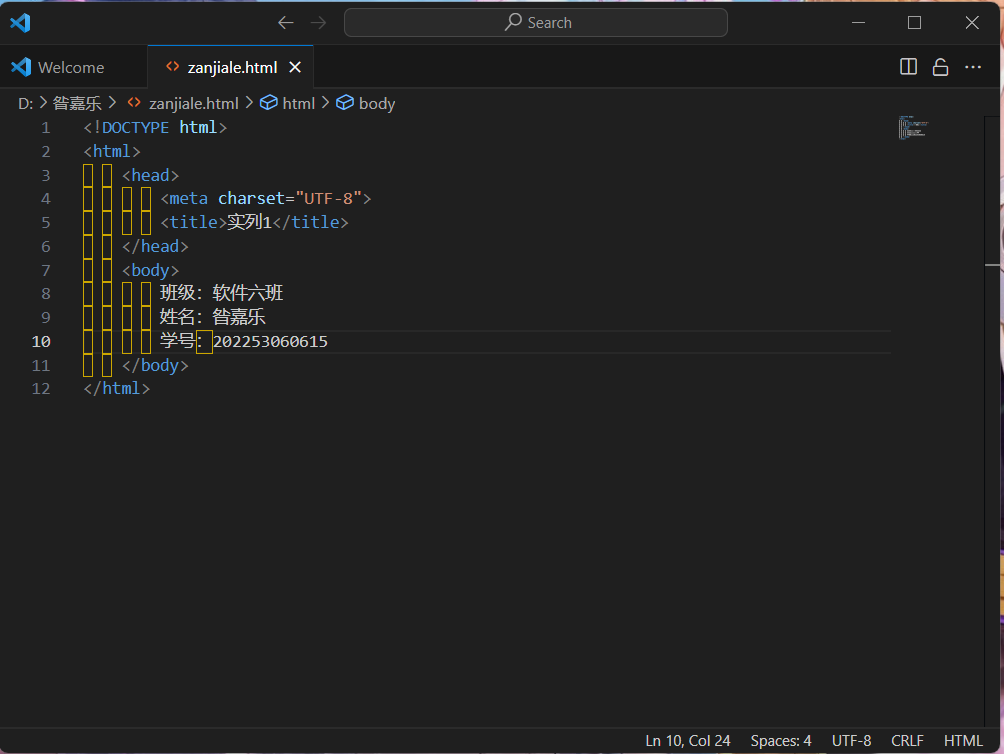 Search
Welcome
zanjiale.html
D: > 昝嘉乐 > zanjiale.html > html > body
1 <!DOCTYPE html>
2 <html>
3 <head>
4 <meta charset="UTF-8">
5 <title>实列1</title>
6 </head>
7 <body>
8 班级：软件六班
9 姓名：昝嘉乐
10 学号：202253060615
11 </body>
12 </html>
Ln 10, Col 24 Spaces: 4 UTF-8 CRLF HTML